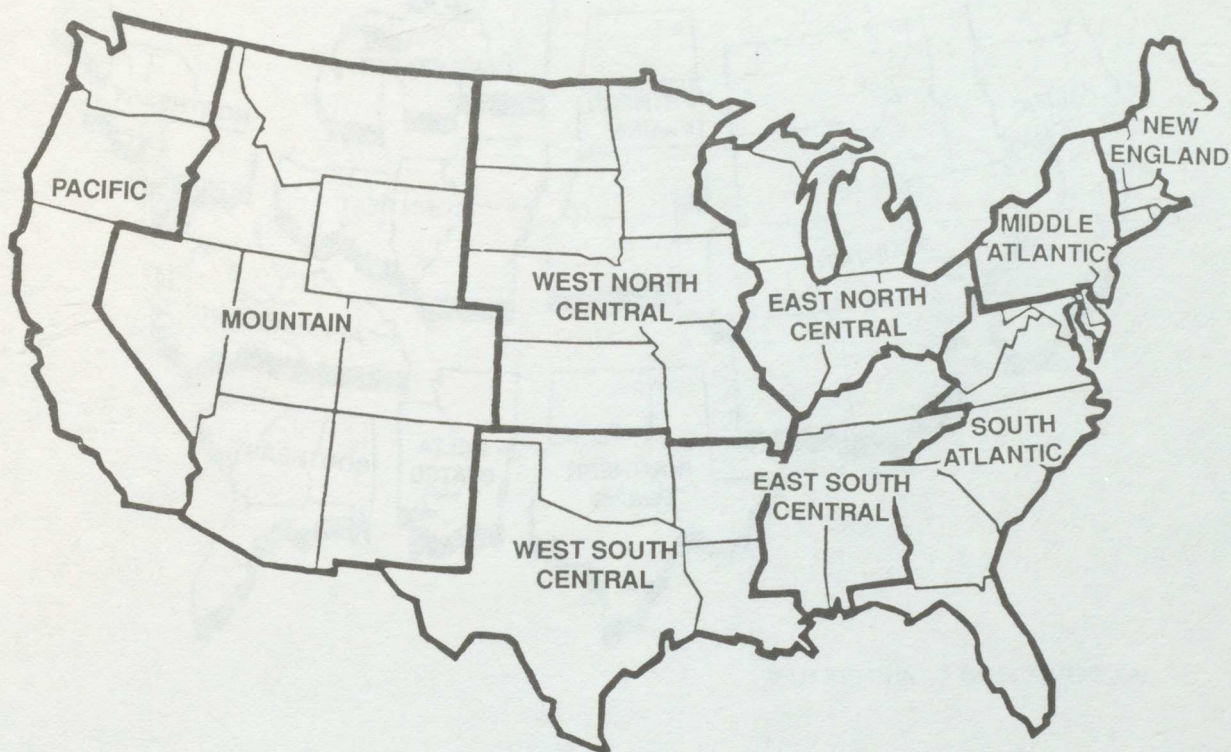 NEW
ENGLAND
PACIFIC
MIDDLE
ATLANTIC
WEST NORTH
CENTRAL
EAST NORTH
CENTRAL
MOUNTAIN
SOUTH
ATLANTIC
EAST SOUTH
CENTRAL
WEST SOUTH
CENTRAL